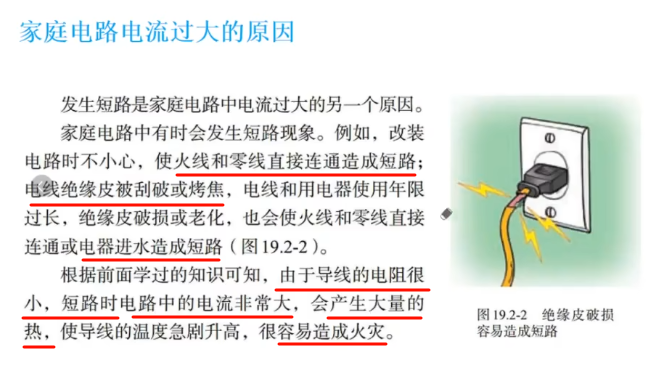 家庭电路电流过大的原因
发生短路是家庭电路中电流过大的另一个原因。
家庭电路中有时会发生短路现象。例如，改装
电路时不小心，使火线和零线直接连通造成短路；
电线绝缘皮被刮破或烤焦，电线和用电器使用年限
过长，绝缘皮破损或老化，也会使火线和零线直接
连通或电器进水造成短路（图19.2-2）。
根据前面学过的知识可知，由于导线的电阻很
小，短路时电路中的电流非常大，会产生大量的
热，使导线的温度急剧升高，很容易造成火灾。
图 19.2-2 绝缘皮破损
容易造成短路